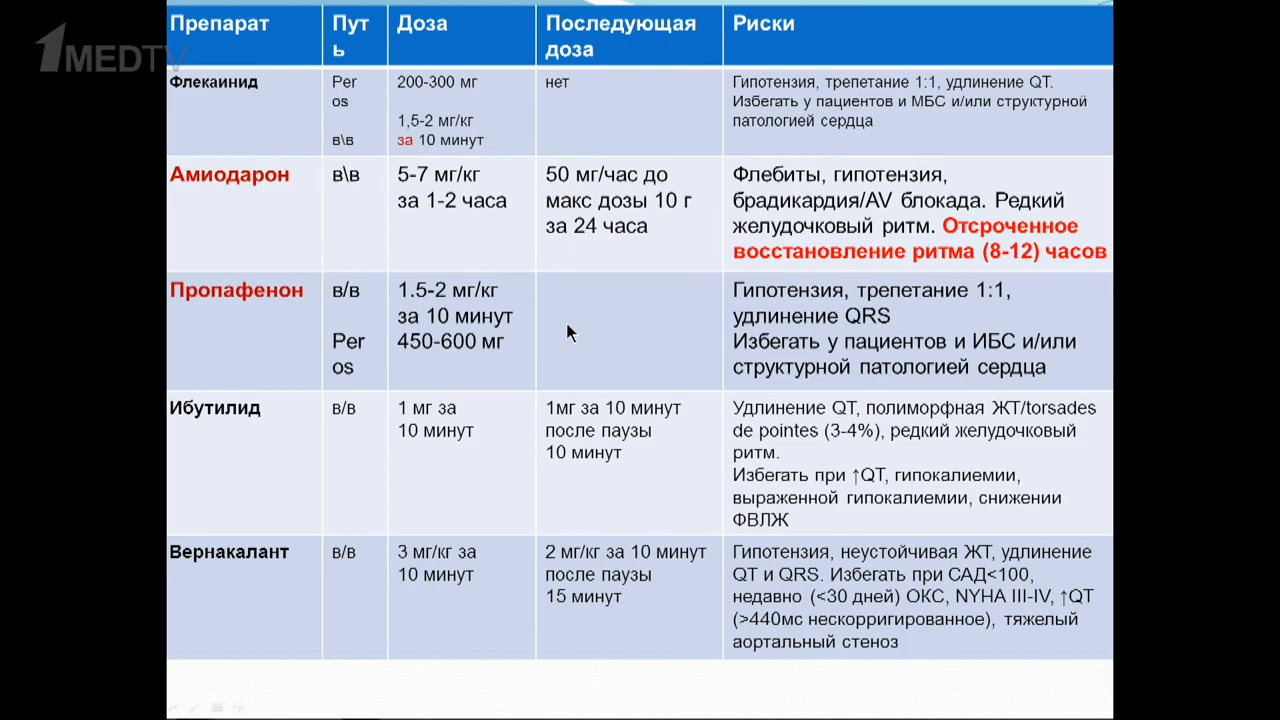 1MEDTV
Препарат
Пут
ь
Доза
Последующая
доза
Риски
Флекаинид
Per
os
в\в
200-300 мг
1,5-2 мг/кг
за 10 минут
нет
Гипотензия, трепетание 1:1, удлинение QT.
Избегать у пациентов и МБС и/или структурной
патологией сердца
Амиодарон
в\в
5-7 мг/кг
за 1-2 часа
50 мг/час до
макс дозы 10 г
за 24 часа
Флебиты, гипотензия,
брадикардия/AV блокада. Редкий
желудочковый ритм. Отсроченное
восстановление ритма (8-12) часов
Пропафенон
в/в
Per
os
1.5-2 мг/кг
за 10 минут
450-600 мг
Гипотензия, трепетание 1:1,
удлинение QRS
Избегать у пациентов и ИБС и/или
структурной патологией сердца
Ибутилид
в/в
1 мг за
10 минут
1мг за 10 минут
после паузы
10 минут
Удлинение QT, полиморфная ЖТ/torsades
de pointes (3-4%), редкий желудочковый
ритм.
Избегать при ↑QT, гипокалиемии,
выраженной гипокалиемии, снижении
ФВЛЖ
Вернакалант
в/в
3 мг/кг за
10 минут
2 мг/кг за 10 минут
после паузы
15 минут
Гипотензия, неустойчивая ЖТ, удлинение
QT и QRS. Избегать при САД<100,
недавно (<30 дней) ОКС, NYHA III-IV, ↑QT
(>440мс нескорригированное), тяжелый
аортальный стеноз